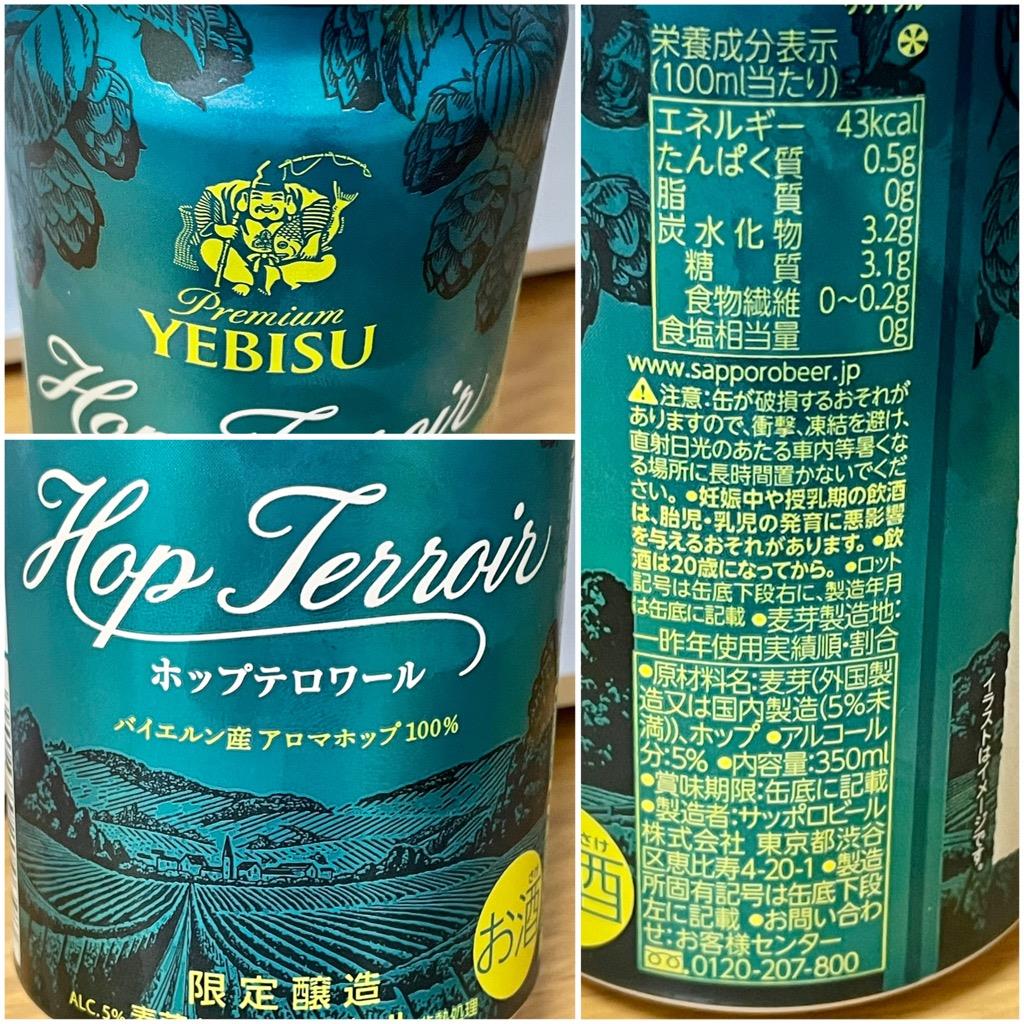 Premium
YEBISU
Hop Terroir
Hop Terroir
ホップテロワール
バイエルン産 アロマホップ100%
さけ
お酒
限定醸造
ALC.5%
リサイクル
栄養成分表示
(100ml当たり)
エネルギー 43kcal
たんぱく質 0.5g
脂質 0g
炭水化物 3.2g
糖質 3.1g
食物繊維 0~0.2g
食塩相当量 0g
www.sapporobeer.jp
注意:缶が破損するおそれが
ありますので、衝撃、凍結を避け、
直射日光のあたる車内等暑くな
る場所に長時間置かないでくだ
さい。●妊娠中や授乳期の飲酒
は、胎児・乳児の発育に悪影響
を与えるおそれがあります。●飲
酒は20歳になってから。●ロット
記号は缶底下段右に、製造年月
は缶底に記載 ●麦芽製造地:
一昨年使用実績順・割合
●原材料名:麦芽(外国製
造又は国内製造(5%未
満))、ホップ ●アルコール
分:5% ●内容量:350ml
●賞味期限:缶底に記載
●製造者:サッポロビール
株式会社 東京都渋谷
区恵比寿4-20-1 ●製造
所固有記号は缶底下段
左に記載 ●お問い合わ
せ:お客様センター
0120-207-800
さけ
酒
イラストはイメージです。